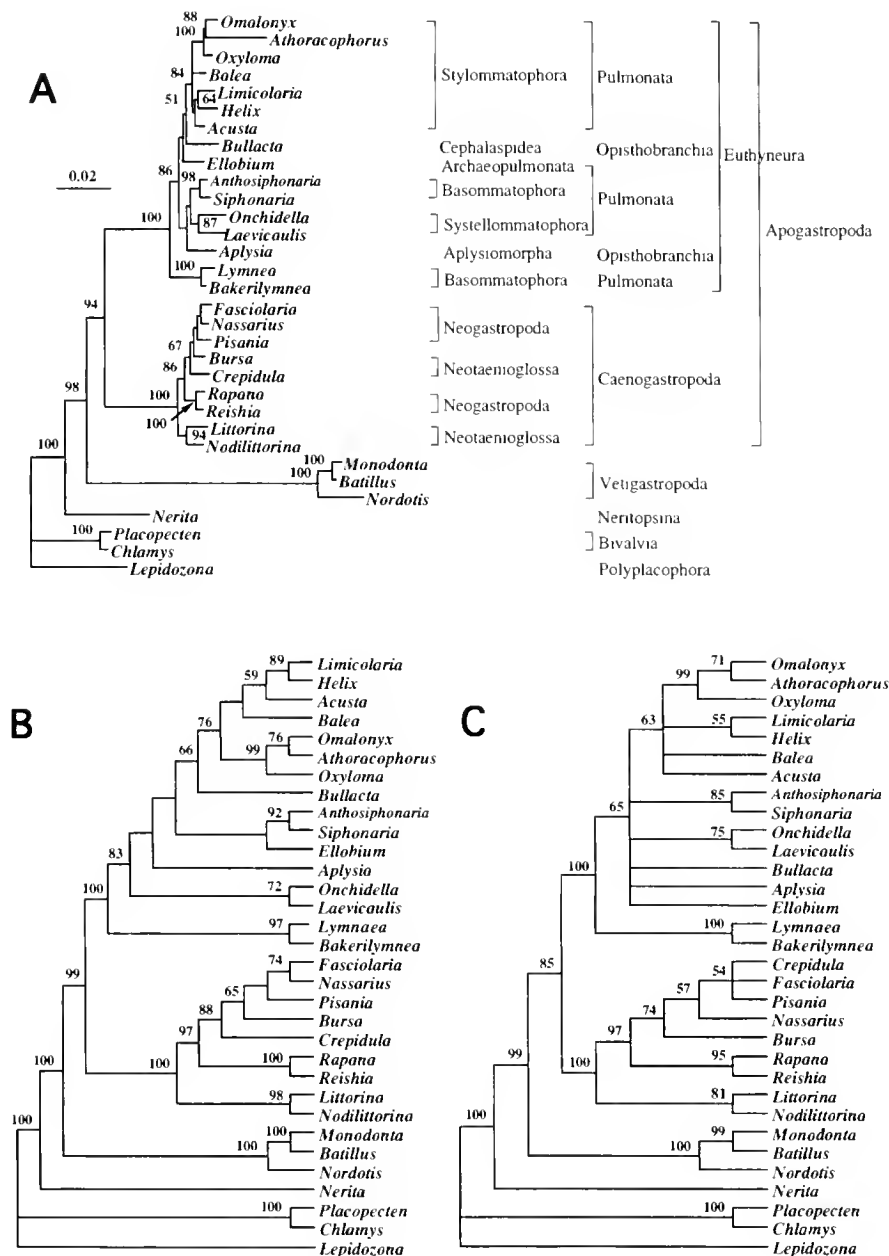 A
88
Omalonyx
100
Athoracophorus
Oxyloma
84
Balea
51
Limicolaria
64
Helix
Acusta
Bullacta
Ellobium
86
98
Anthosiphonaria
Siphonaria
100
Onchidella
87
Laevicaulis
Aplysia
100
Lymnea
Bakerilymnea
94
Fasciolaria
Nassarius
Pisania
67
Bursa
86
Crepidula
98
100
Rapana
Reishia
100
Littorina
94
Nodilittorina
100
Monodonta
100
Batillus
Nordotis
100
Nerita
100
Placopecten
Chlamys
Lepidozona
0.02
Stylommatophora
Pulmonata
Cephalaspidea
Opisthobranchia
Archaeopulmonata
Euthyneura
Basommatophora
Pulmonata
Systellommatophora
Apogastropoda
Aplysiomorpha
Opisthobranchia
Basommatophora
Pulmonata
Neogastropoda
Neotaenioglossa
Caenogastropoda
Neogastropoda
Neotaenioglossa
Vetigastropoda
Neritopsina
Bivalvia
Polyplacophora
B
89
Limicolaria
59
Helix
Acusta
76
Balea
76
Omalonyx
66
99
Athoracophorus
Oxyloma
Bullacta
92
Anthosiphonaria
Siphonaria
Ellobium
83
Aplysio
72
Onchidella
100
Laevicaulis
97
Lymnaea
Bakerilymnea
74
Fasciolaria
99
Nassarius
65
Pisania
88
Bursa
97
Crepidula
100
Rapana
100
100
Reishia
98
Littorina
Nodilittorina
100
Monodonta
100
100
Batillus
Nordotis
100
Nerita
100
Placopecten
Chlamys
Lepidozona
C
71
Omalonyx
99
Athoracophorus
Oxyloma
63
55
Limicolaria
Helix
Balea
Acusta
85
Anthosiphonaria
65
Siphonaria
75
Onchidella
Laevicaulis
100
Bullacta
Aplysia
Ellobium
100
Lymnaea
Bakerilymnea
85
Crepidula
54
Fasciolaria
57
Pisania
74
Nassarius
97
Bursa
99
95
Rapana
100
Reishia
81
Littorina
Nodilittorina
100
99
Monodonta
100
Batillus
Nordotis
Nerita
100
Placopecten
Chlamys
Lepidozona